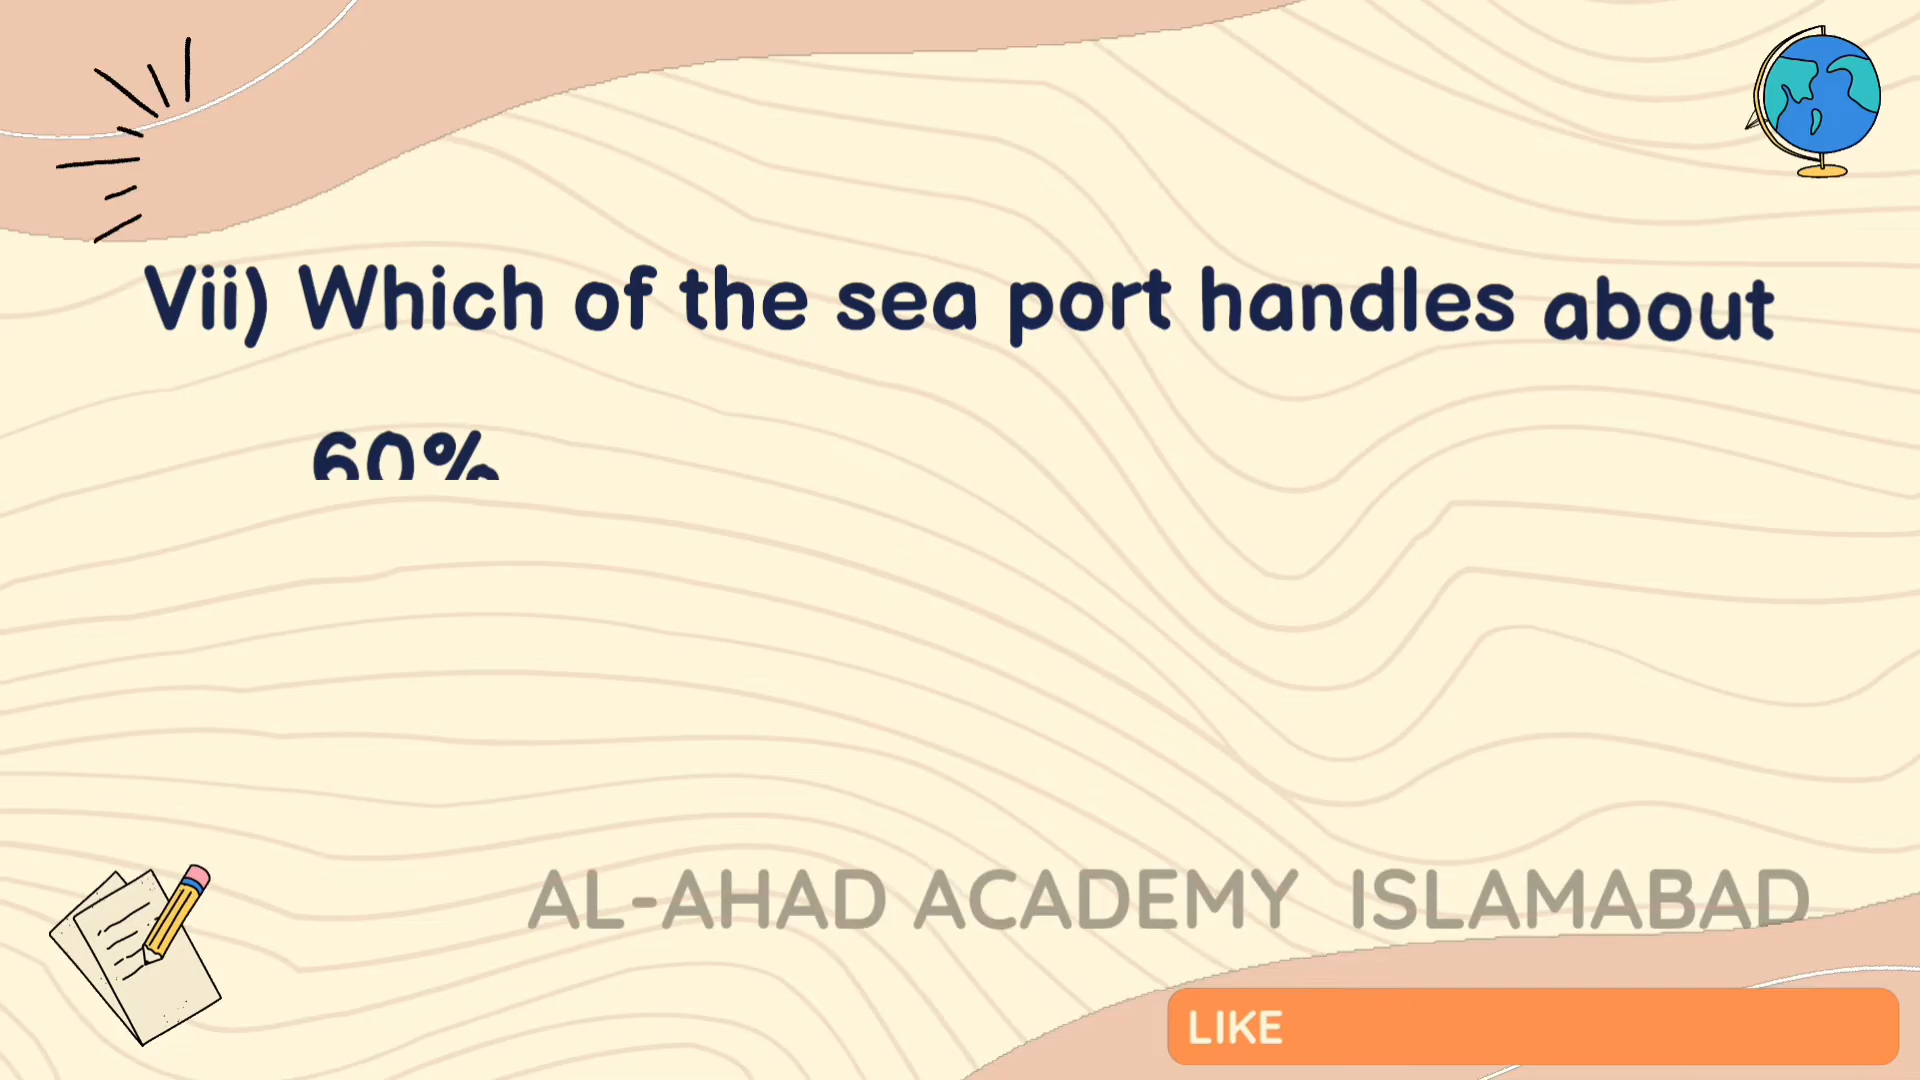 Vii) Which of the sea port handles about
60%
AL-AHAD ACADEMY ISLAMABAD
LIKE